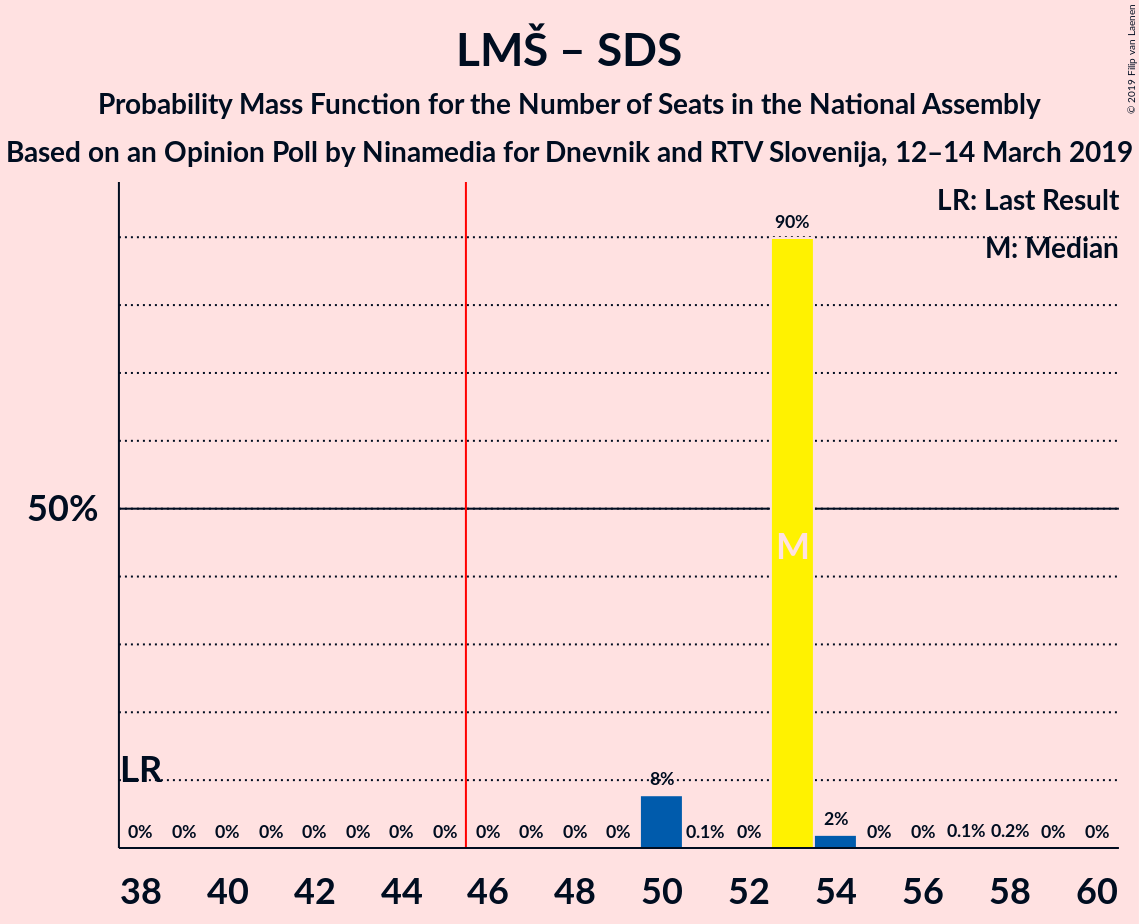 LMŠ – SDS
Probability Mass Function for the Number of Seats in the National Assembly
Based on an Opinion Poll by Ninamedia for Dnevnik and RTV Slovenija, 12–14 March 2019
© 2019 Filip van Laenen
LR: Last Result
M: Median
90%
50%
M
LR
8%
2%
0% 0% 0% 0% 0% 0% 0% 0% 0% 0% 0% 0% 0.1% 0% 0% 0% 0.1% 0.2% 0% 0%
38 40 42 44 46 48 50 52 54 56 58 60